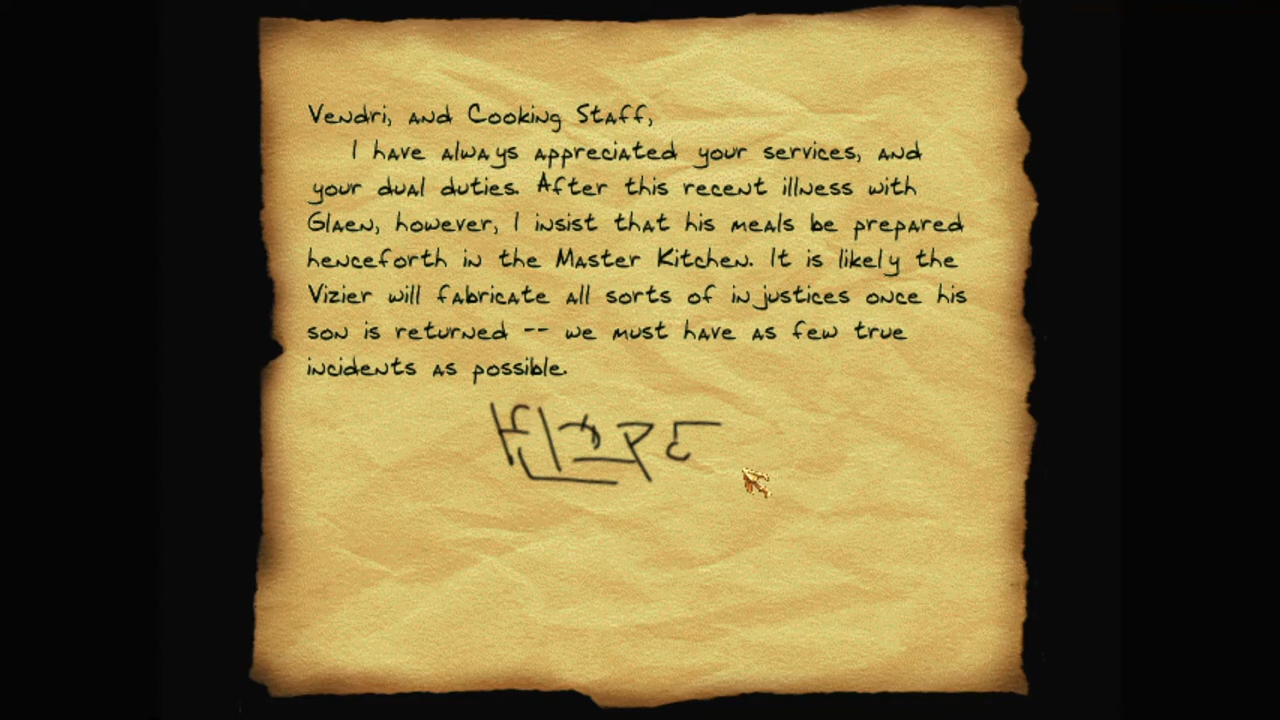 Vendri, and Cooking Staff,
I have always appreciated your services, and
your dual duties. After this recent illness with
Glaen, however, I insist that his meals be prepared
henceforth in the Master Kitchen. It is likely the
Vizier will fabricate all sorts of injustices once his
son is returned -- we must have as few true
incidents as possible.